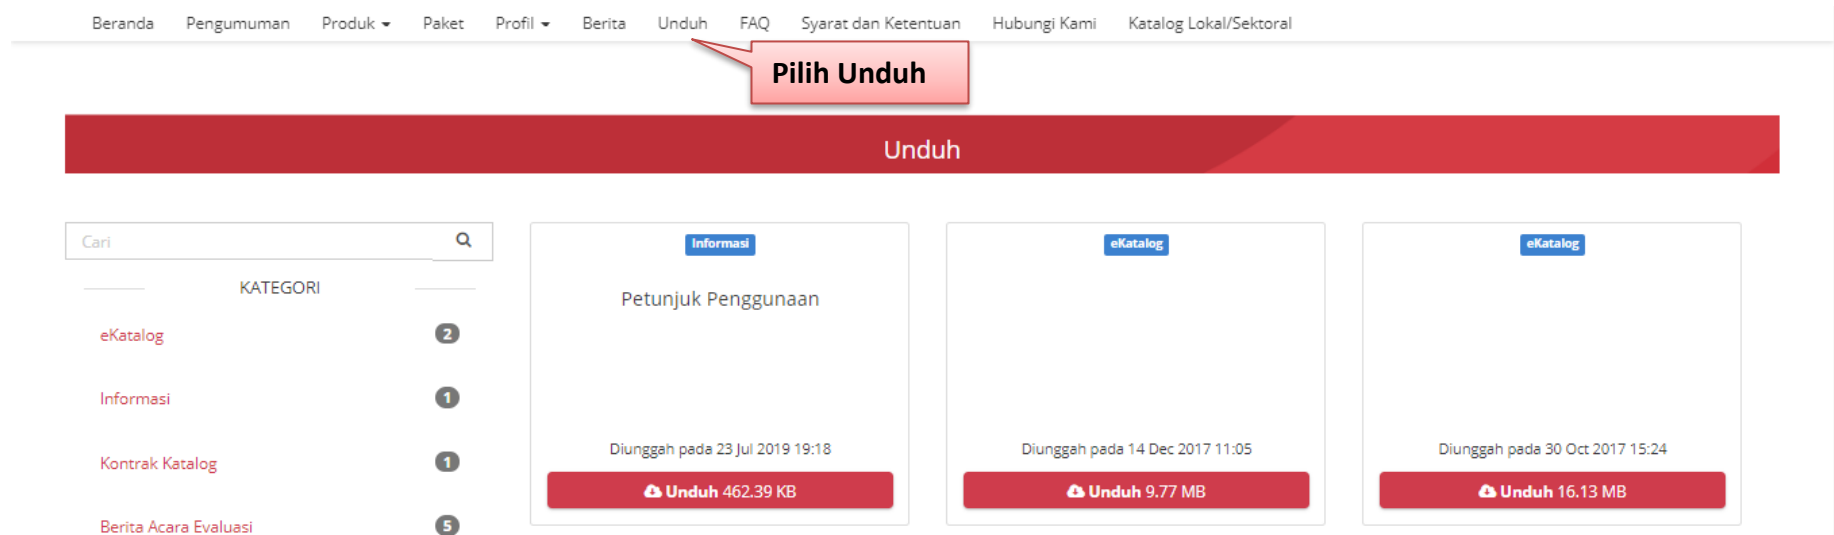 Beranda Pengumuman Produk Paket Profil Berita Unduh FAQ Syarat dan Ketentuan Hubungi Kami Katalog Lokal/Sektoral
Pilih Unduh
Unduh
Cari
KATEGORI
eKatalog 2
Informasi 1
Kontrak Katalog 1
Berita Acara Evaluasi 5
Informasi
Petunjuk Penggunaan
Diunggah pada 23 Jul 2019 19:18
Unduh 462.39 KB
eKatalog
Diunggah pada 14 Dec 2017 11:05
Unduh 9.77 MB
eKatalog
Diunggah pada 30 Oct 2017 15:24
Unduh 16.13 MB